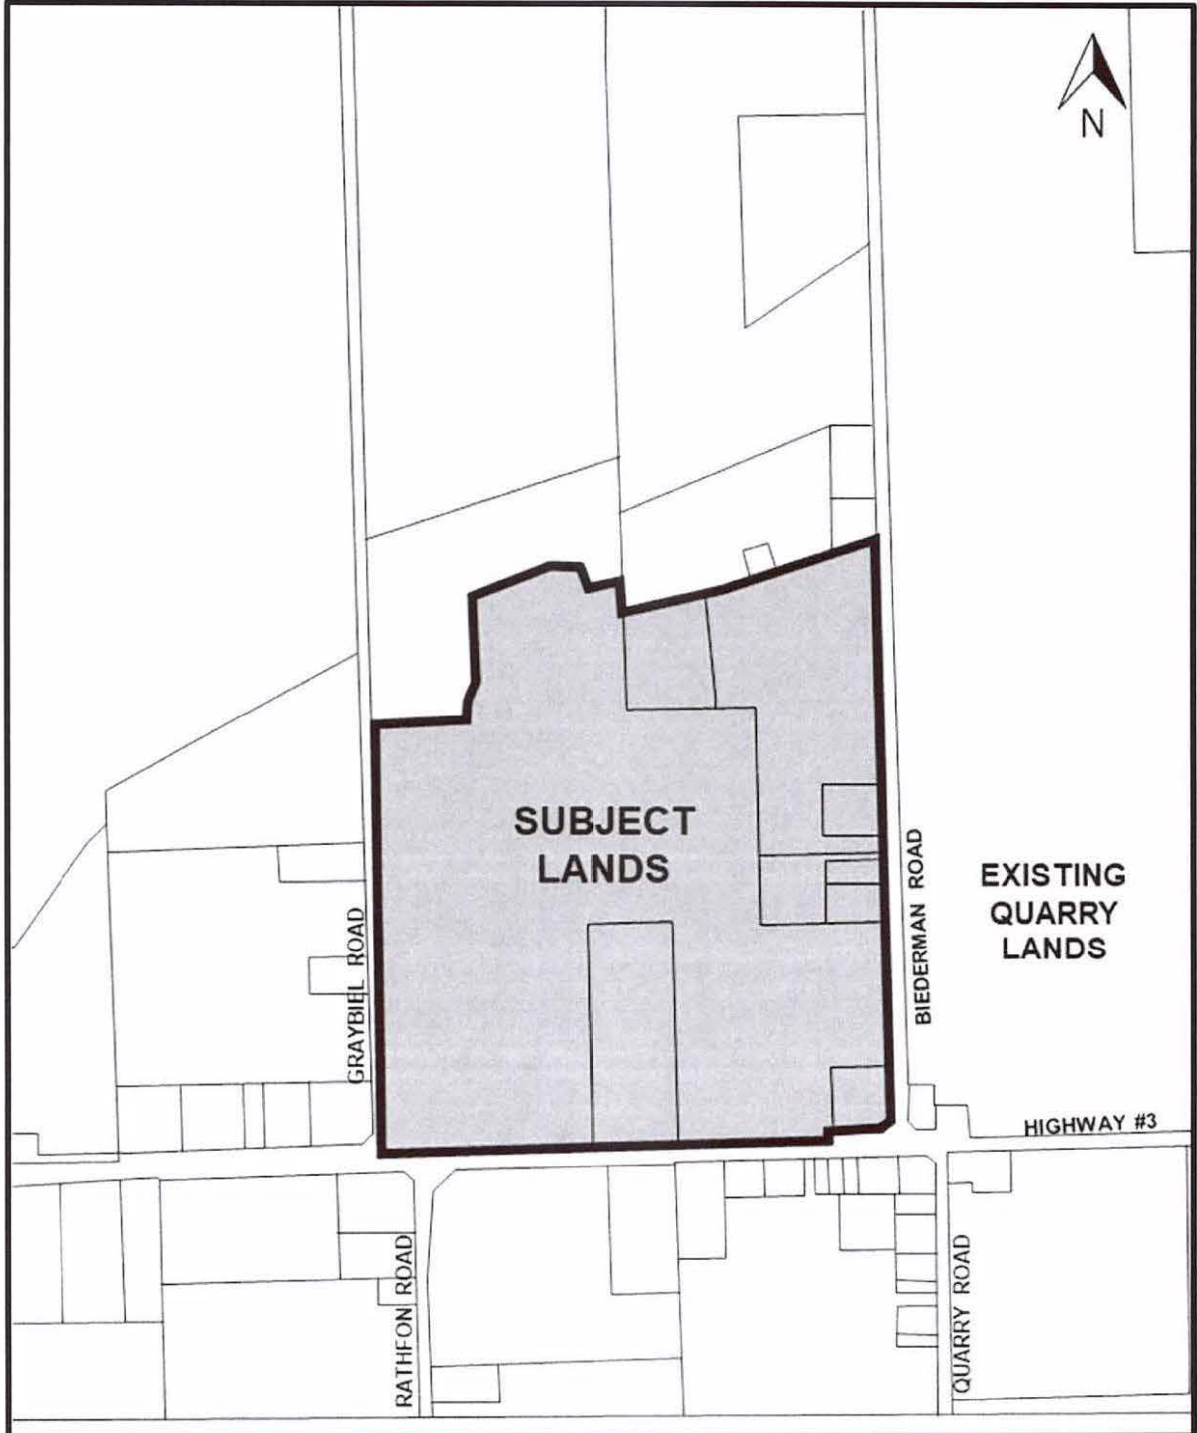 N
SUBJECT
LANDS
EXISTING
QUARRY
LANDS
GRAYBIEL ROAD
BIEDERMAN ROAD
HIGHWAY #3
RATHFON ROAD
QUARRY ROAD